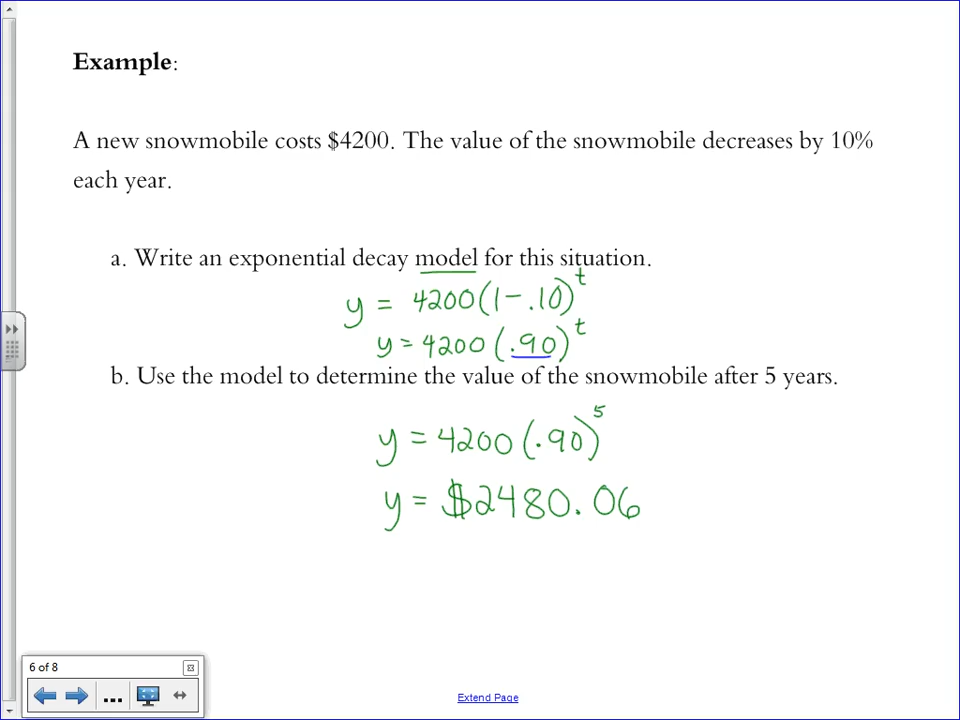 Example:
A new snowmobile costs $4200. The value of the snowmobile decreases by 10%
each year.
a. Write an exponential decay model for this situation.
y = 4200(1 - .10)^t
y = 4200(.90)^t
b. Use the model to determine the value of the snowmobile after 5 years.
y = 4200(.90)^5
y = $2480.06
6 of 8
...
Extend Page